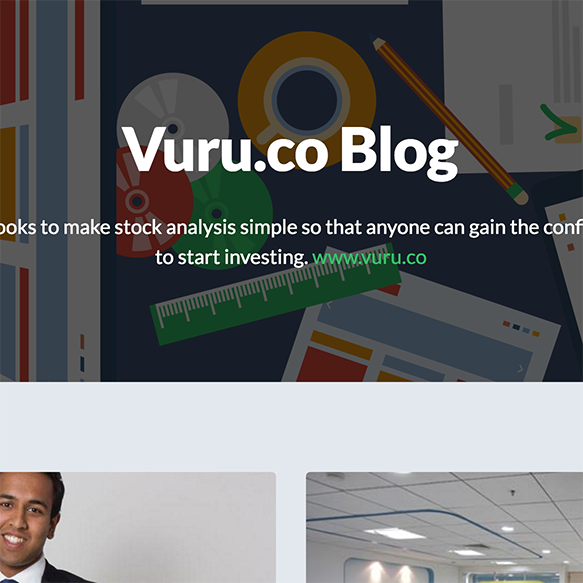 Vuru.co Blog
ooks to make stock analysis simple so that anyone can gain the conf
to start investing. www.vuru.co